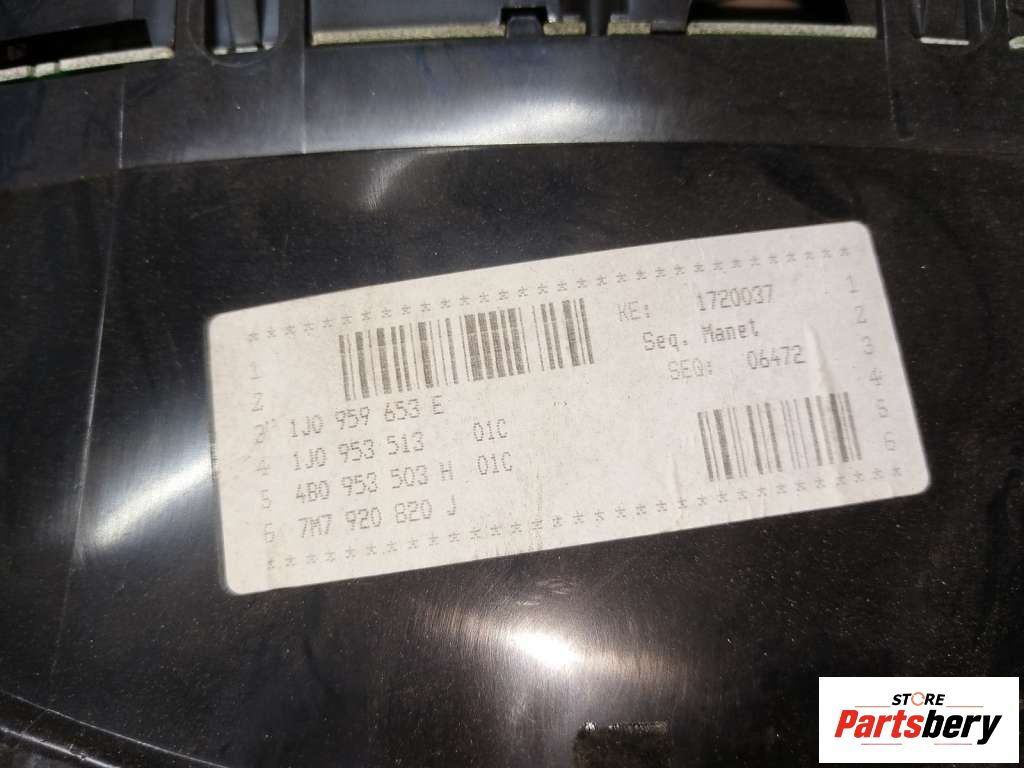 * * * * * * * * * * * * * * * * * * * * * * * * * * * * * * *
1 KE: 1720037 1
2 Seq. Manet 2
3 1J0 959 653 E SEQ: 06472 3
4 1J0 953 513 01C 4
5 4B0 953 503 H 01C 5
6 7M7 920 820 J 6
* * * * * * * * * * * * * * * * * * * * * * * * * * * * * * *
STORE
Partsbery